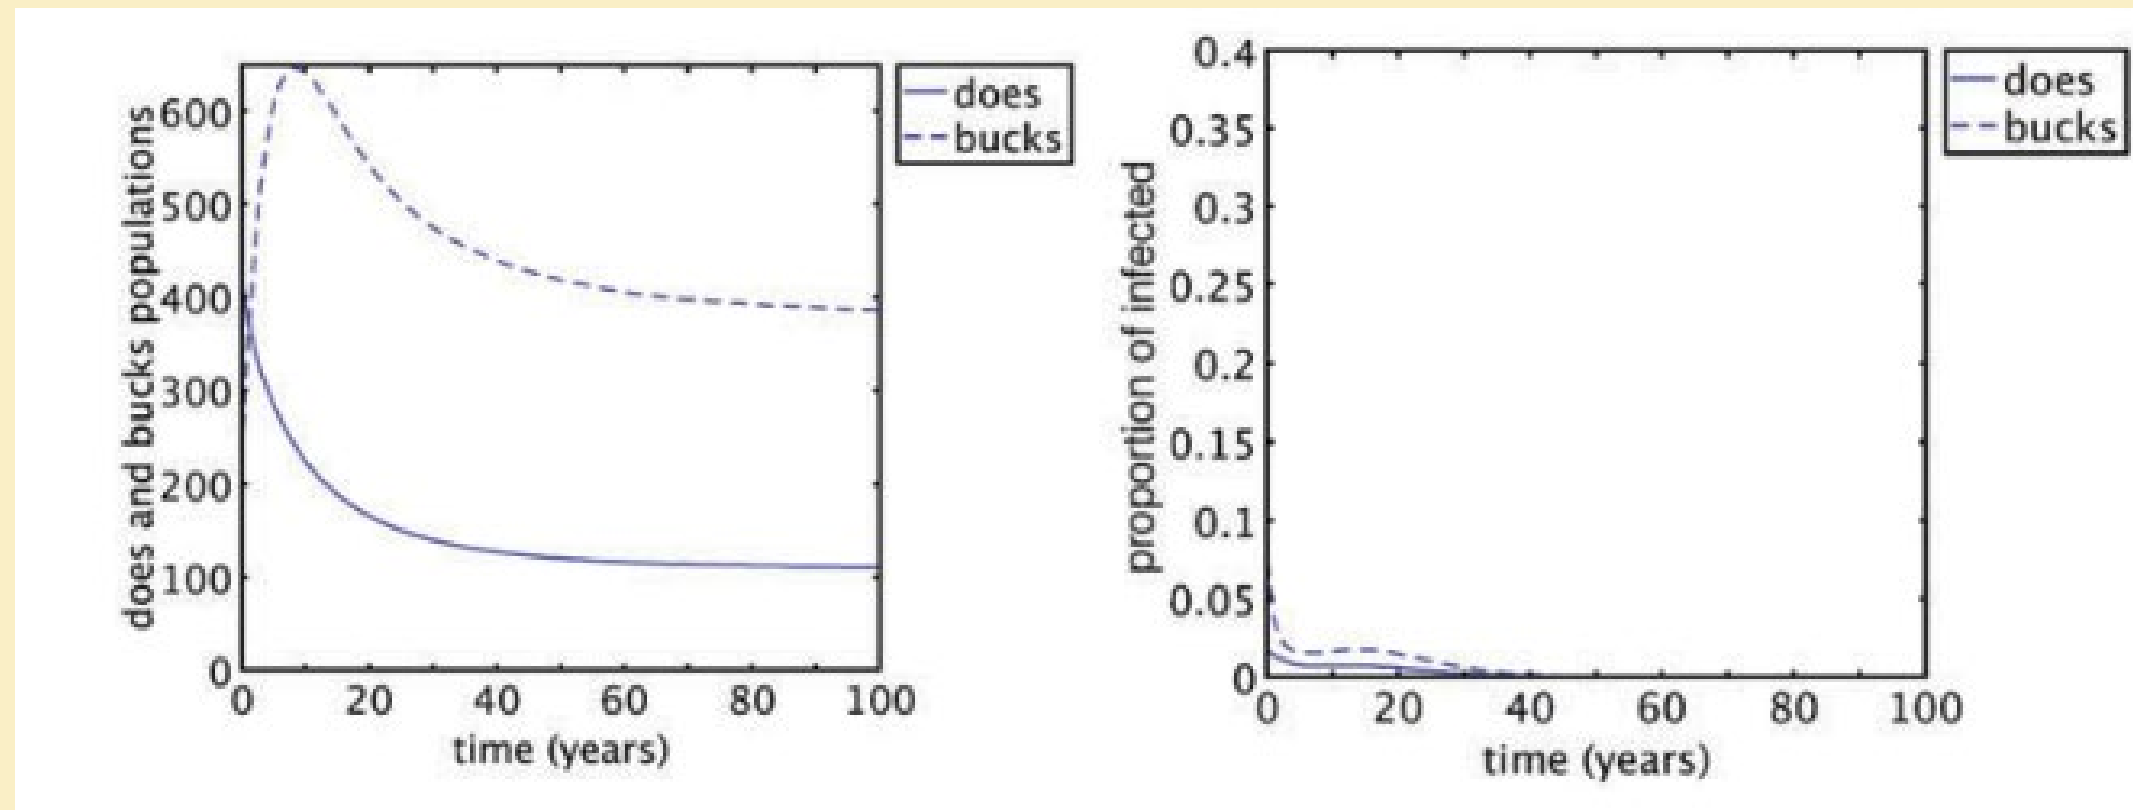 does and bucks populations
600
500
400
300
200
100
0
0 20 40 60 80 100
time (years)
does
bucks
proportion of infected
0.4
0.35
0.3
0.25
0.2
0.15
0.1
0.05
0
0 20 40 60 80 100
time (years)
does
bucks